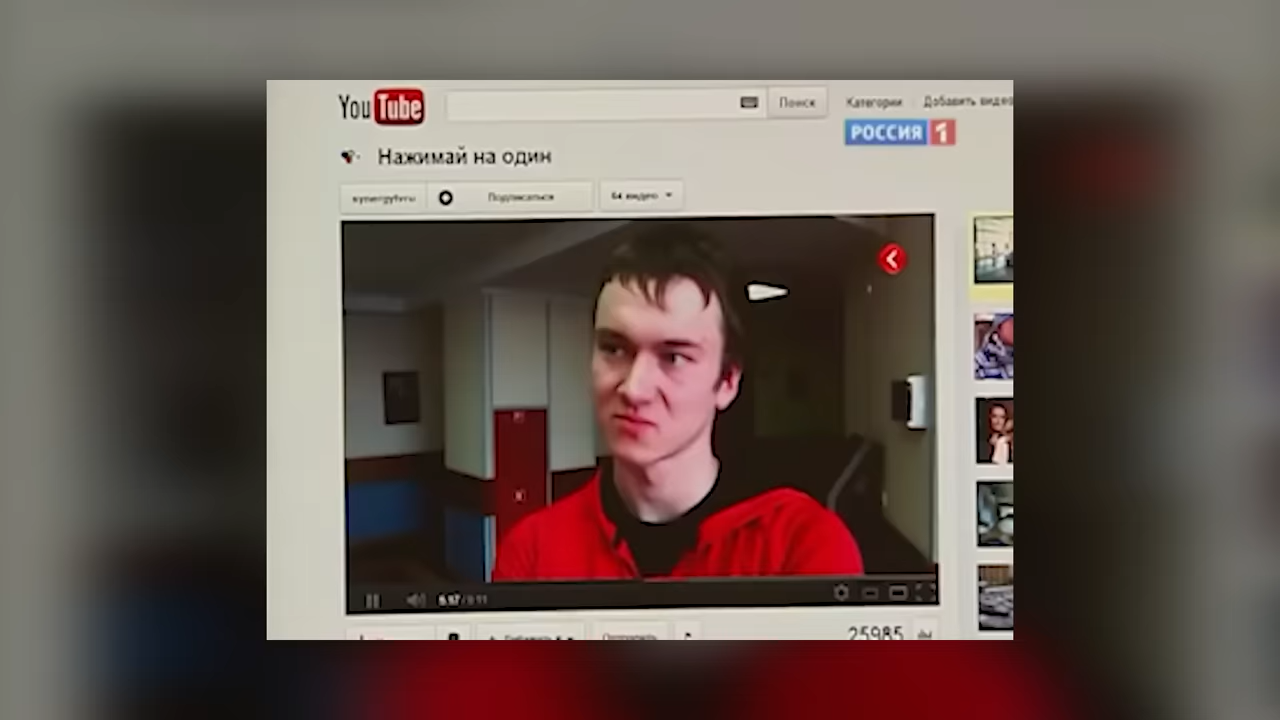 YouTube
Поиск
Категории
Добавить видео
РОССИЯ 1
Нажимай на один
Подписаться
64 видео
25985